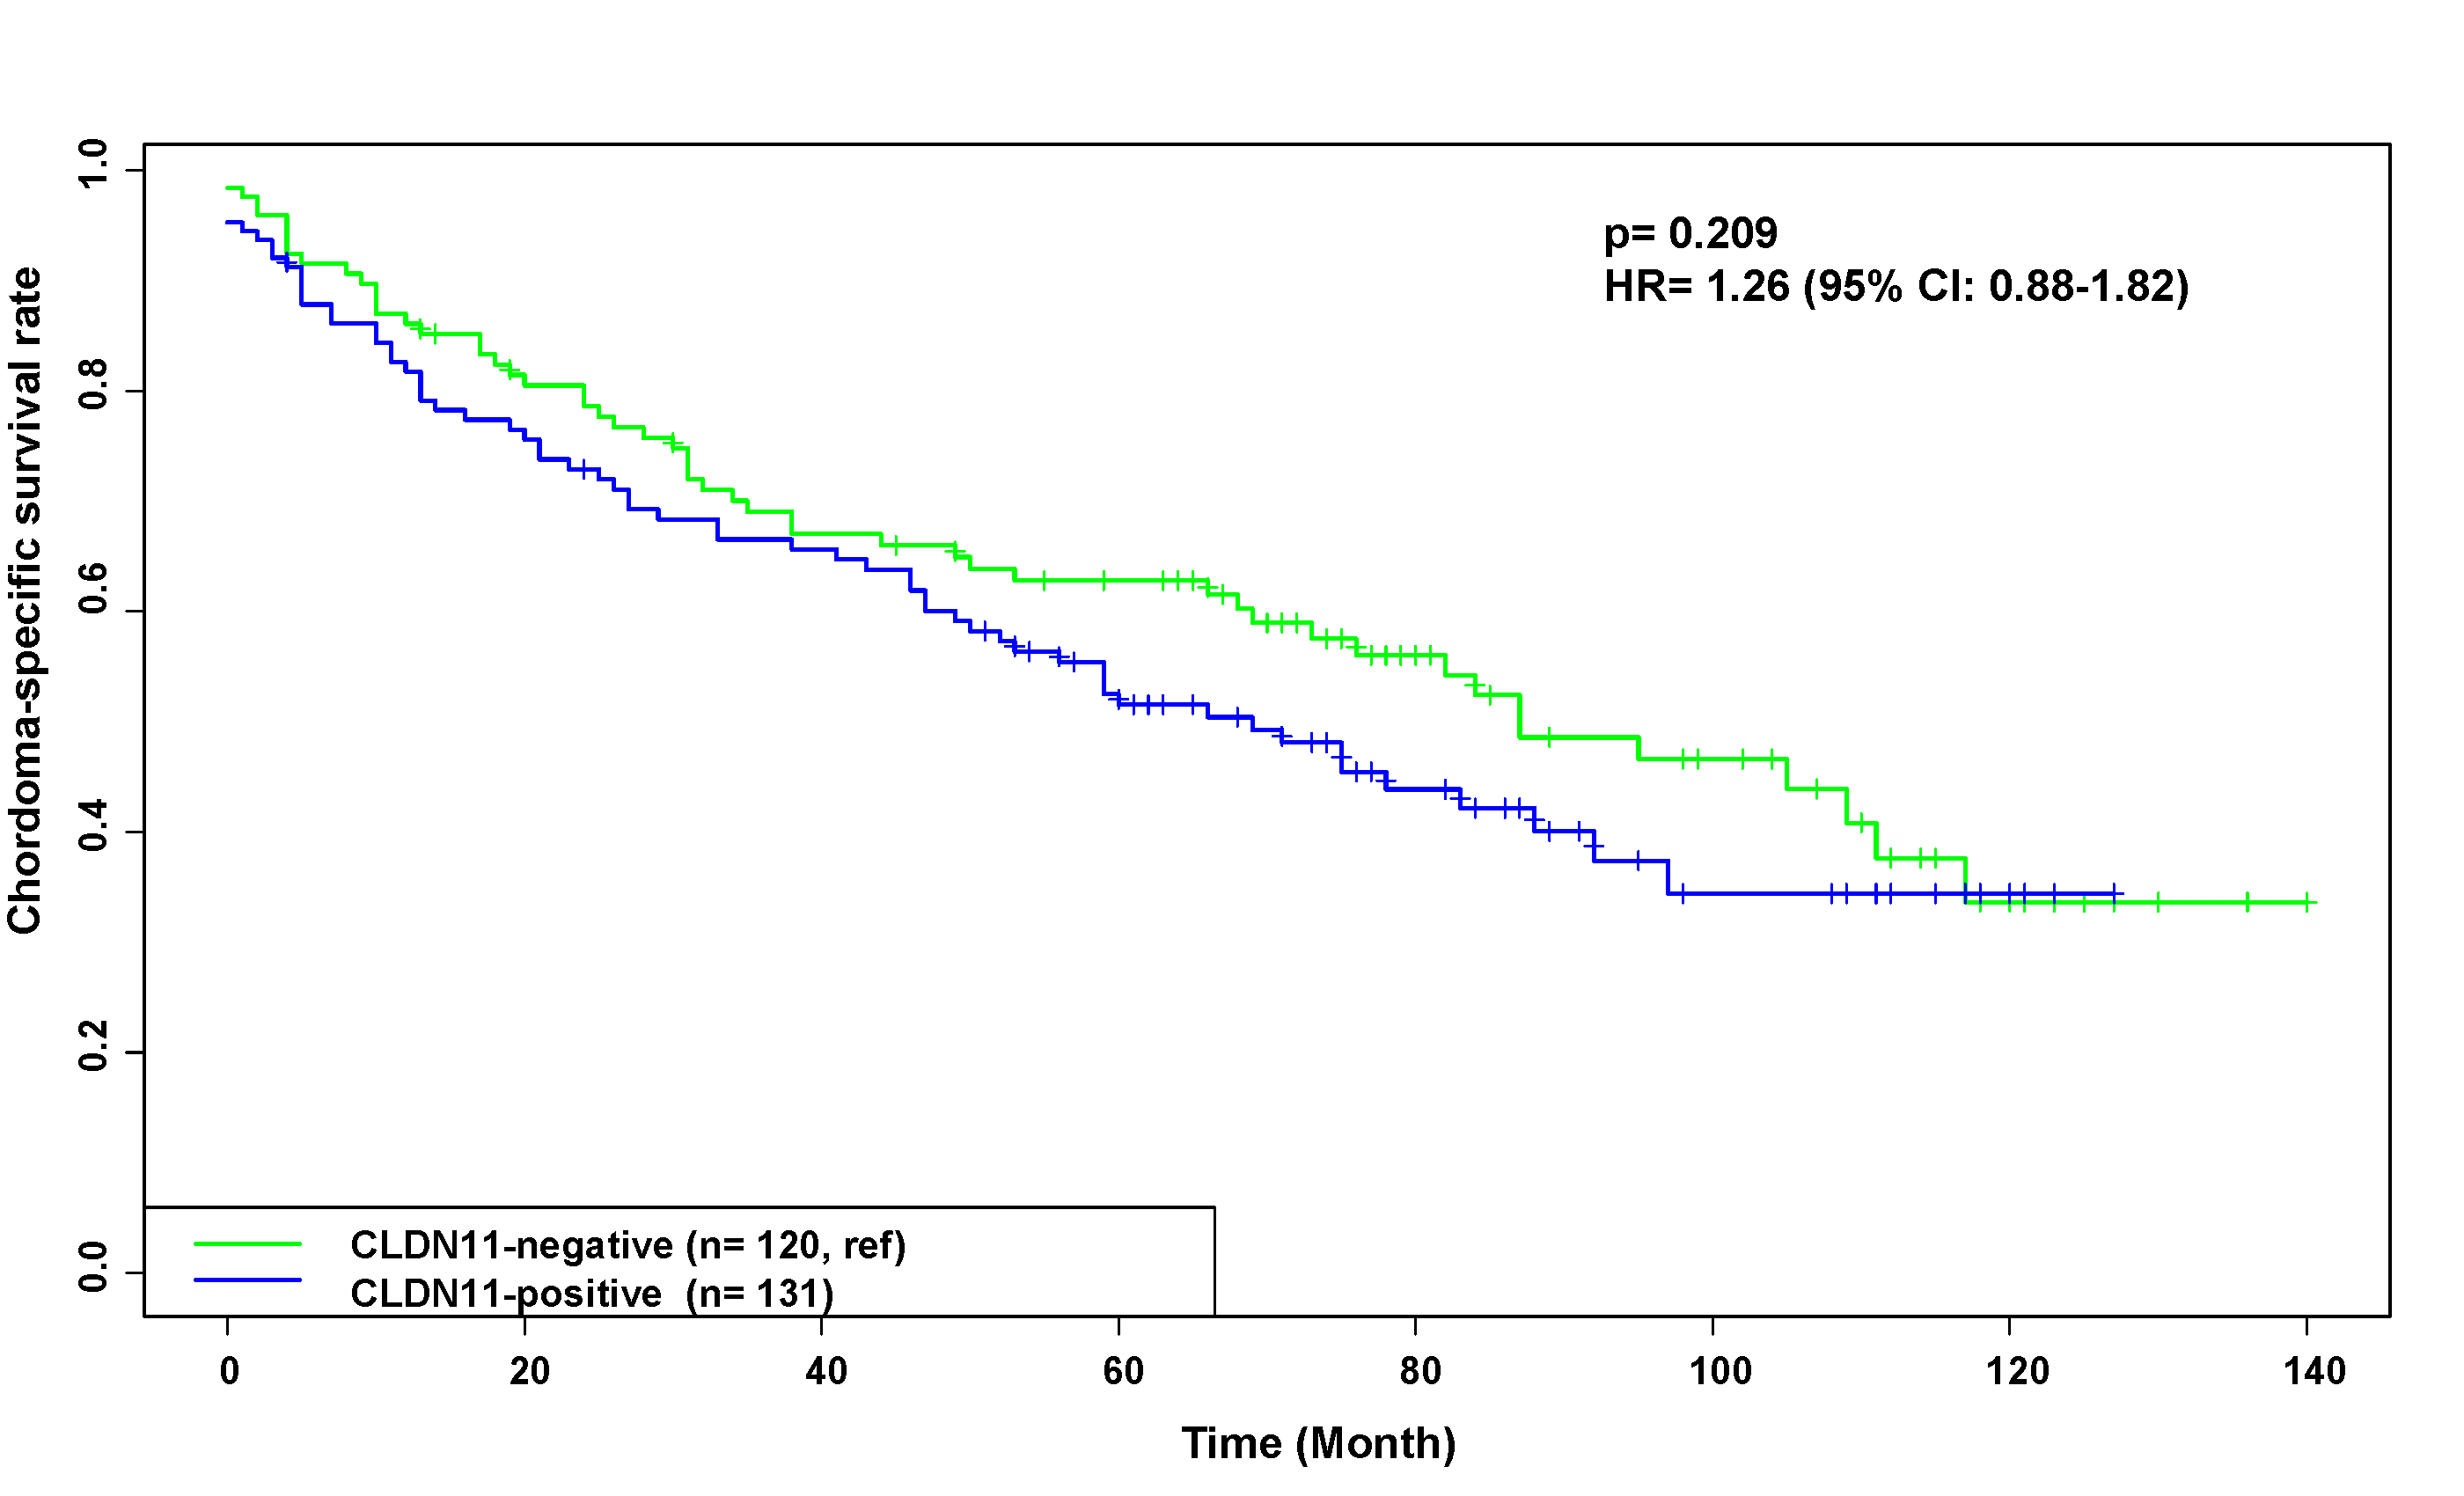 p= 0.209
HR= 1.26 (95% CI: 0.88-1.82)
Chordoma-specific survival rate
1.0
0.8
0.6
0.4
0.2
0.0
CLDN11-negative (n= 120, ref)
CLDN11-positive (n= 131)
0 20 40 60 80 100 120 140
Time (Month)